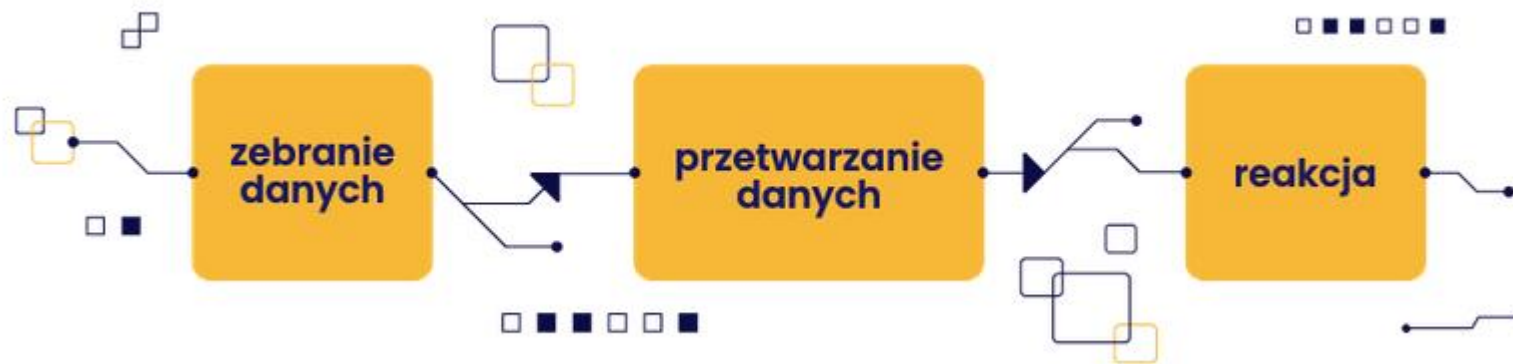 zebranie
danych
przetwarzanie
danych
reakcja